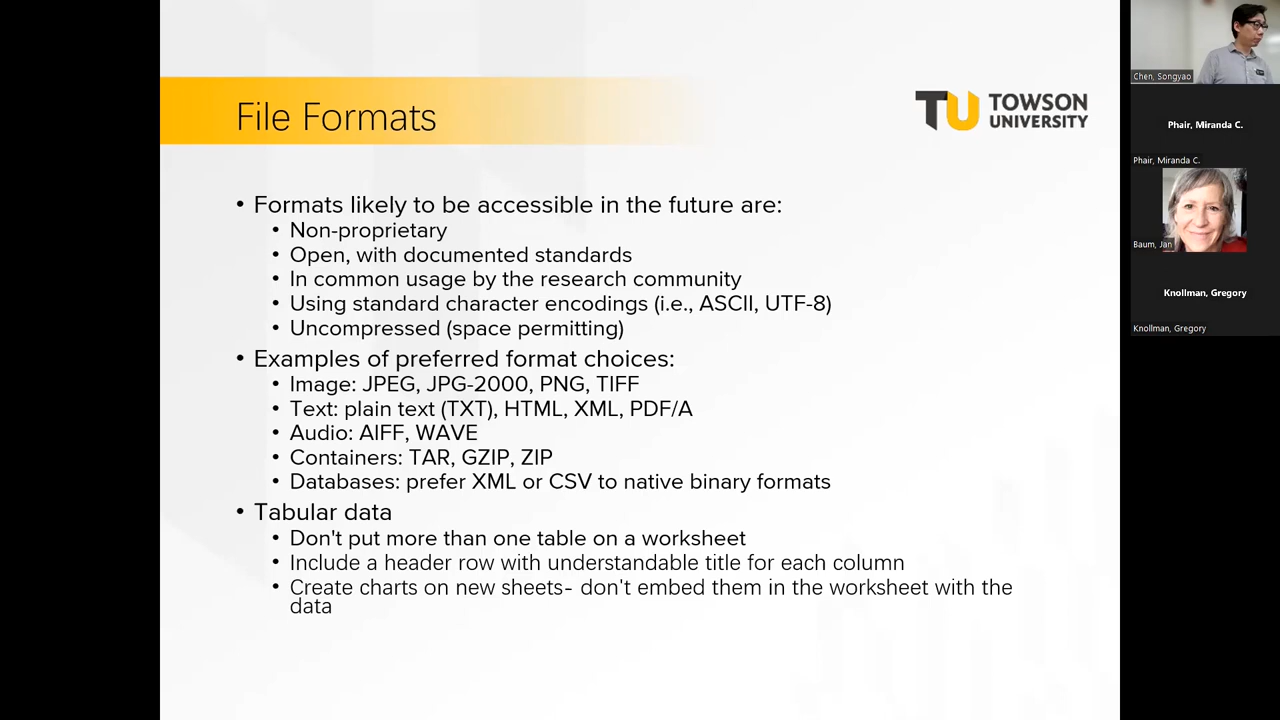 File Formats
TU TOWSON
UNIVERSITY
• Formats likely to be accessible in the future are:
• Non-proprietary
• Open, with documented standards
• In common usage by the research community
• Using standard character encodings (i.e., ASCII, UTF-8)
• Uncompressed (space permitting)
• Examples of preferred format choices:
• Image: JPEG, JPG-2000, PNG, TIFF
• Text: plain text (TXT), HTML, XML, PDF/A
• Audio: AIFF, WAVE
• Containers: TAR, GZIP, ZIP
• Databases: prefer XML or CSV to native binary formats
• Tabular data
• Don't put more than one table on a worksheet
• Include a header row with understandable title for each column
• Create charts on new sheets- don't embed them in the worksheet with the
data
Chen, Songyao
Phair, Miranda C.
Phair, Miranda C.
Baum, Jan
Knollman, Gregory
Knollman, Gregory